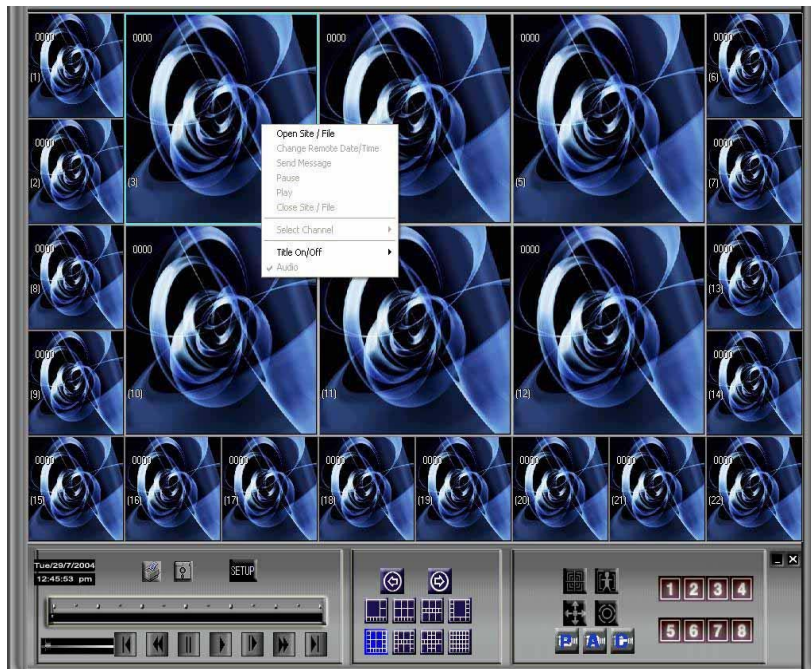 0000
0000
0000
0000
(1)
(6)
0000
0000
(2)
(3)
(5)
(7)
Open Site / File
Change Remote Date/Time
Send Message
Pause
Play
Close Site / File
Select Channel
Title On/Off
Audio
0000
0000
0000
0000
(8)
(13)
0000
0000
(9)
(10)
(11)
(12)
(14)
0000
0000
0000
0000
0000
0000
0000
0000
(15)
(16)
(17)
(18)
(19)
(20)
(21)
(22)
Tue/29/7/2004
12:45:53 pm
SETUP
1 2 3 4
5 6 7 8
P A C